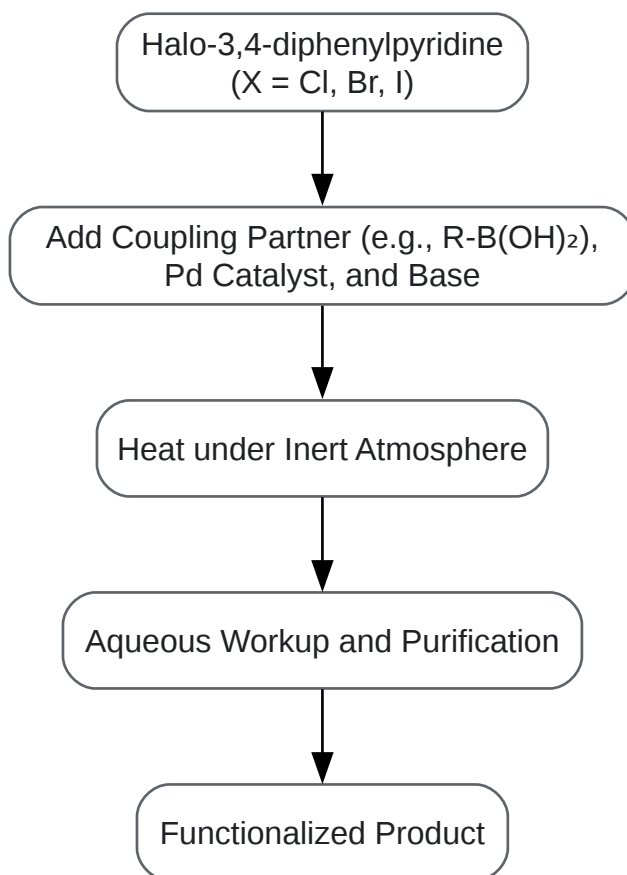 Halo-3,4-diphenylpyridine
(X = Cl, Br, I)
Add Coupling Partner (e.g., R-B(OH)₂),
Pd Catalyst, and Base
Heat under Inert Atmosphere
Aqueous Workup and Purification
Functionalized Product